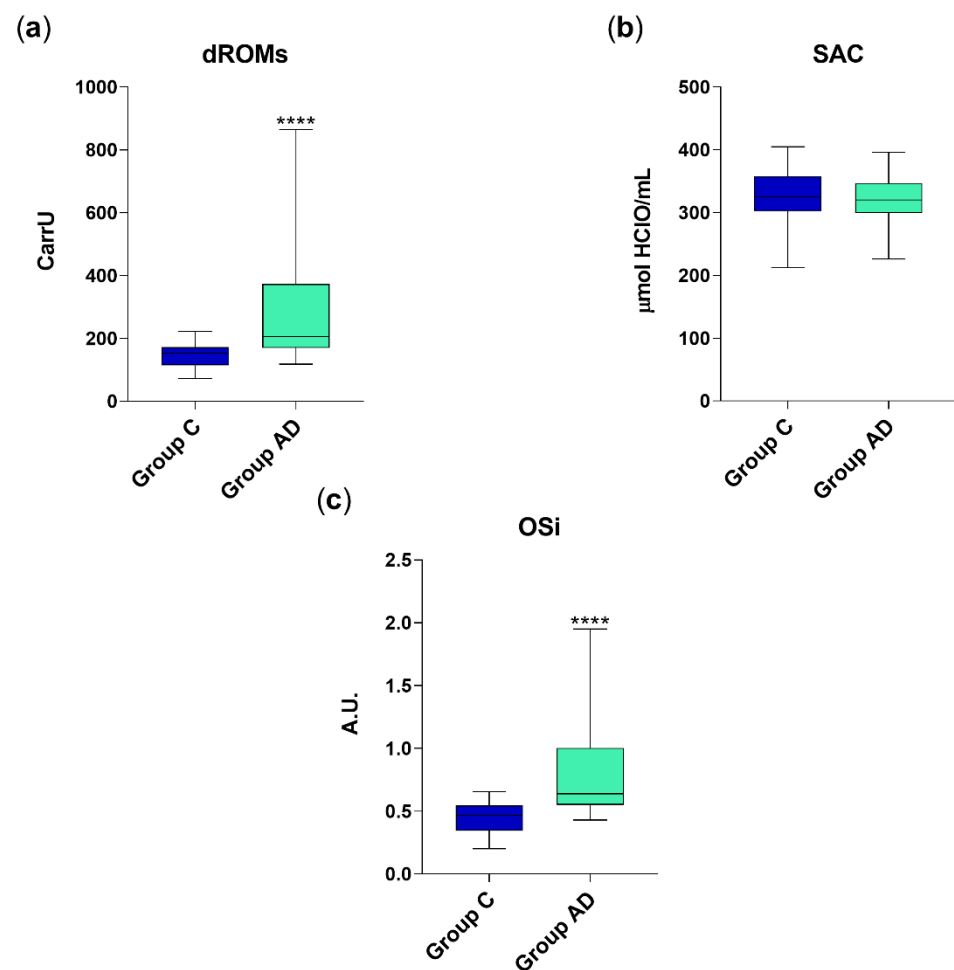 (a)
dROMs
1000
800
600
400
200
0
CarrU
****
Group C
Group AD
(b)
SAC
500
400
300
200
100
0
μmol HClO/mL
Group C
Group AD
(c)
OSi
2.5
2.0
1.5
1.0
0.5
0.0
A.U.
****
Group C
Group AD